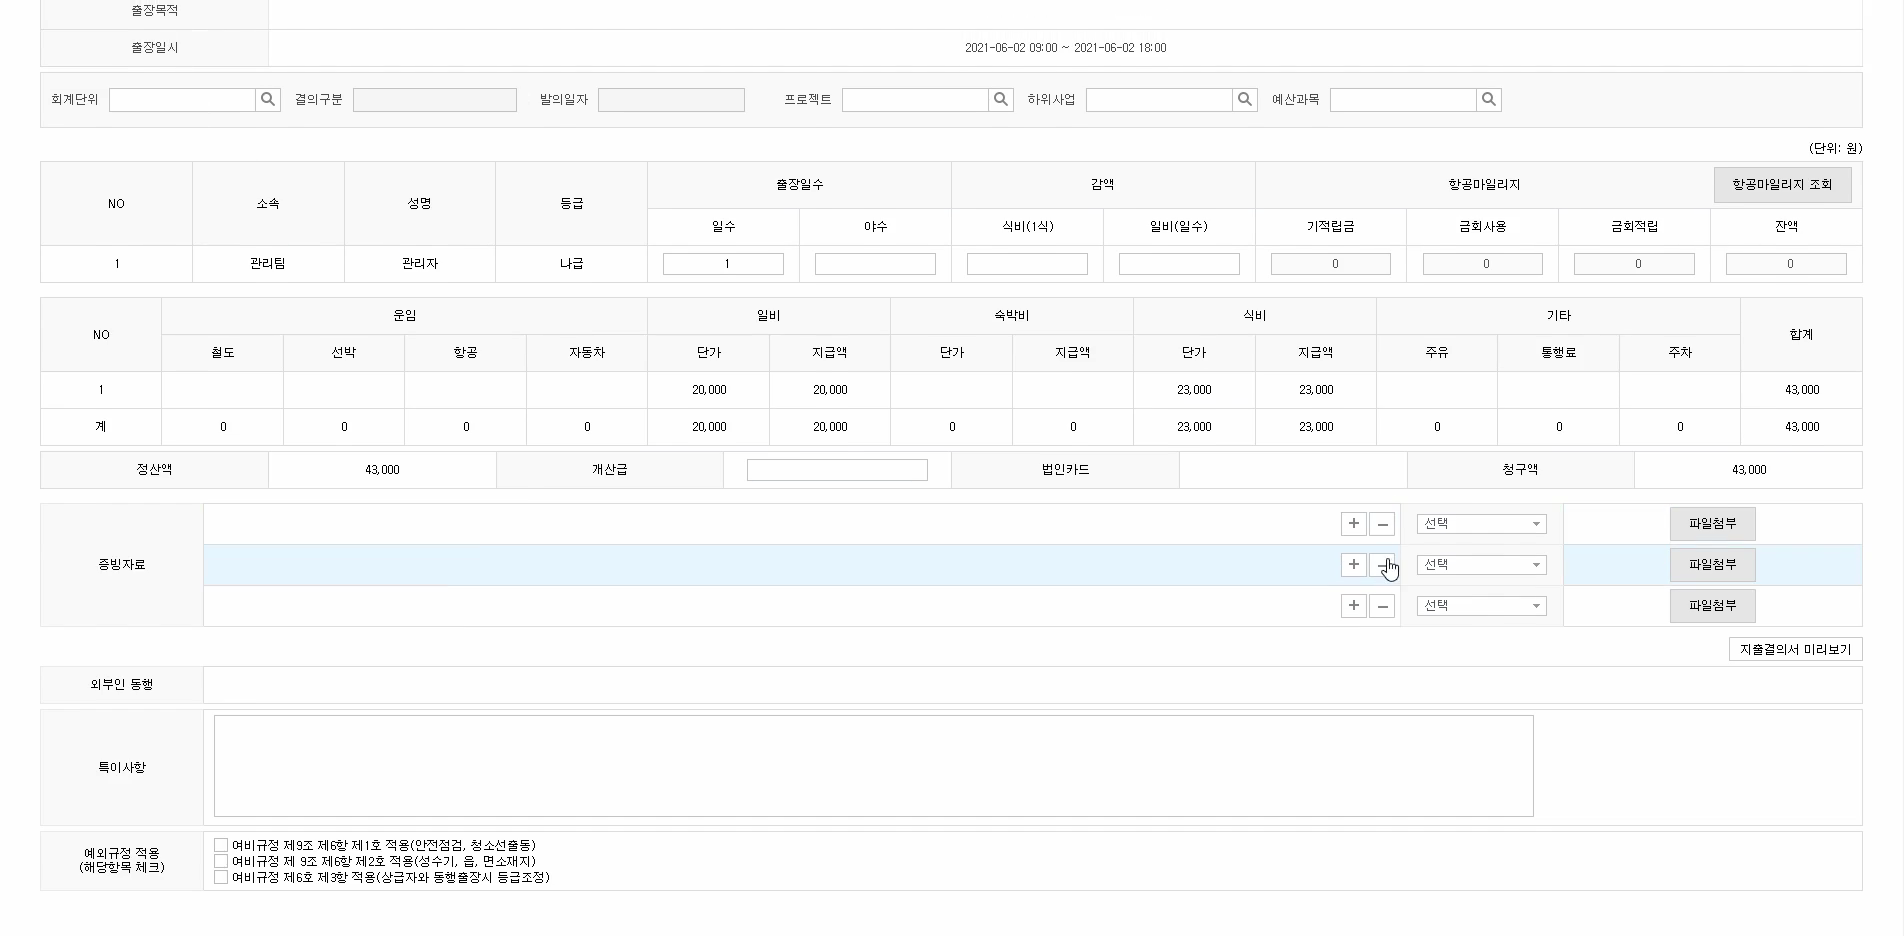 출장목적
출장일시 2021-06-02 09:00 ~ 2021-06-02 18:00
회계단위 결의구분 발의일자 프로젝트 하위사업 예산과목
(단위: 원)
NO 소속 성명 등급 출장일수 감액 항공마일리지 항공마일리지 조회
일수 야수 식비(1식) 일비(일수) 기적립금 금회사용 금회적립 잔액
1 관리팀 관리자 나급 1 0 0 0 0
NO 운임 일비 숙박비 식비 기타 합계
철도 선박 항공 자동차 단가 지급액 단가 지급액 단가 지급액 주유 통행료 주차
1 20,000 20,000 23,000 23,000 43,000
계 0 0 0 0 20,000 20,000 0 0 23,000 23,000 0 0 0 43,000
정산액 43,000 개산급 법인카드 청구액 43,000
증빙자료
+ - 선택 파일첨부
+ - 선택 파일첨부
+ - 선택 파일첨부
지출결의서 미리보기
외부인 동행
특이사항
예외규정 적용
(해당항목 체크)
여비규정 제9조 제6항 제1호 적용(안전점검, 청소선출동)
여비규정 제 9조 제6항 제2호 적용(성수기, 읍, 면소재지)
여비규정 제6호 제3항 적용(상급자와 동행출장시 등급조정)